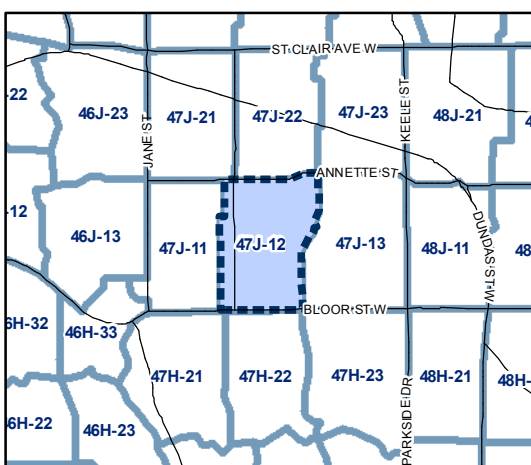 ST CLAIR AVE W
-22
46J-23
47J-21
47J-22
47J-23
48J-21
4
JANE ST
KEELE ST
ANNETTE ST
-12
46J-13
47J-11
47J-12
47J-13
48J-11
48
DUNDAS ST W
BLOOR ST W
6H-32
46H-33
47H-21
47H-22
47H-23
48H-21
48H-
6H-22
46H-23
PARKSIDE DR